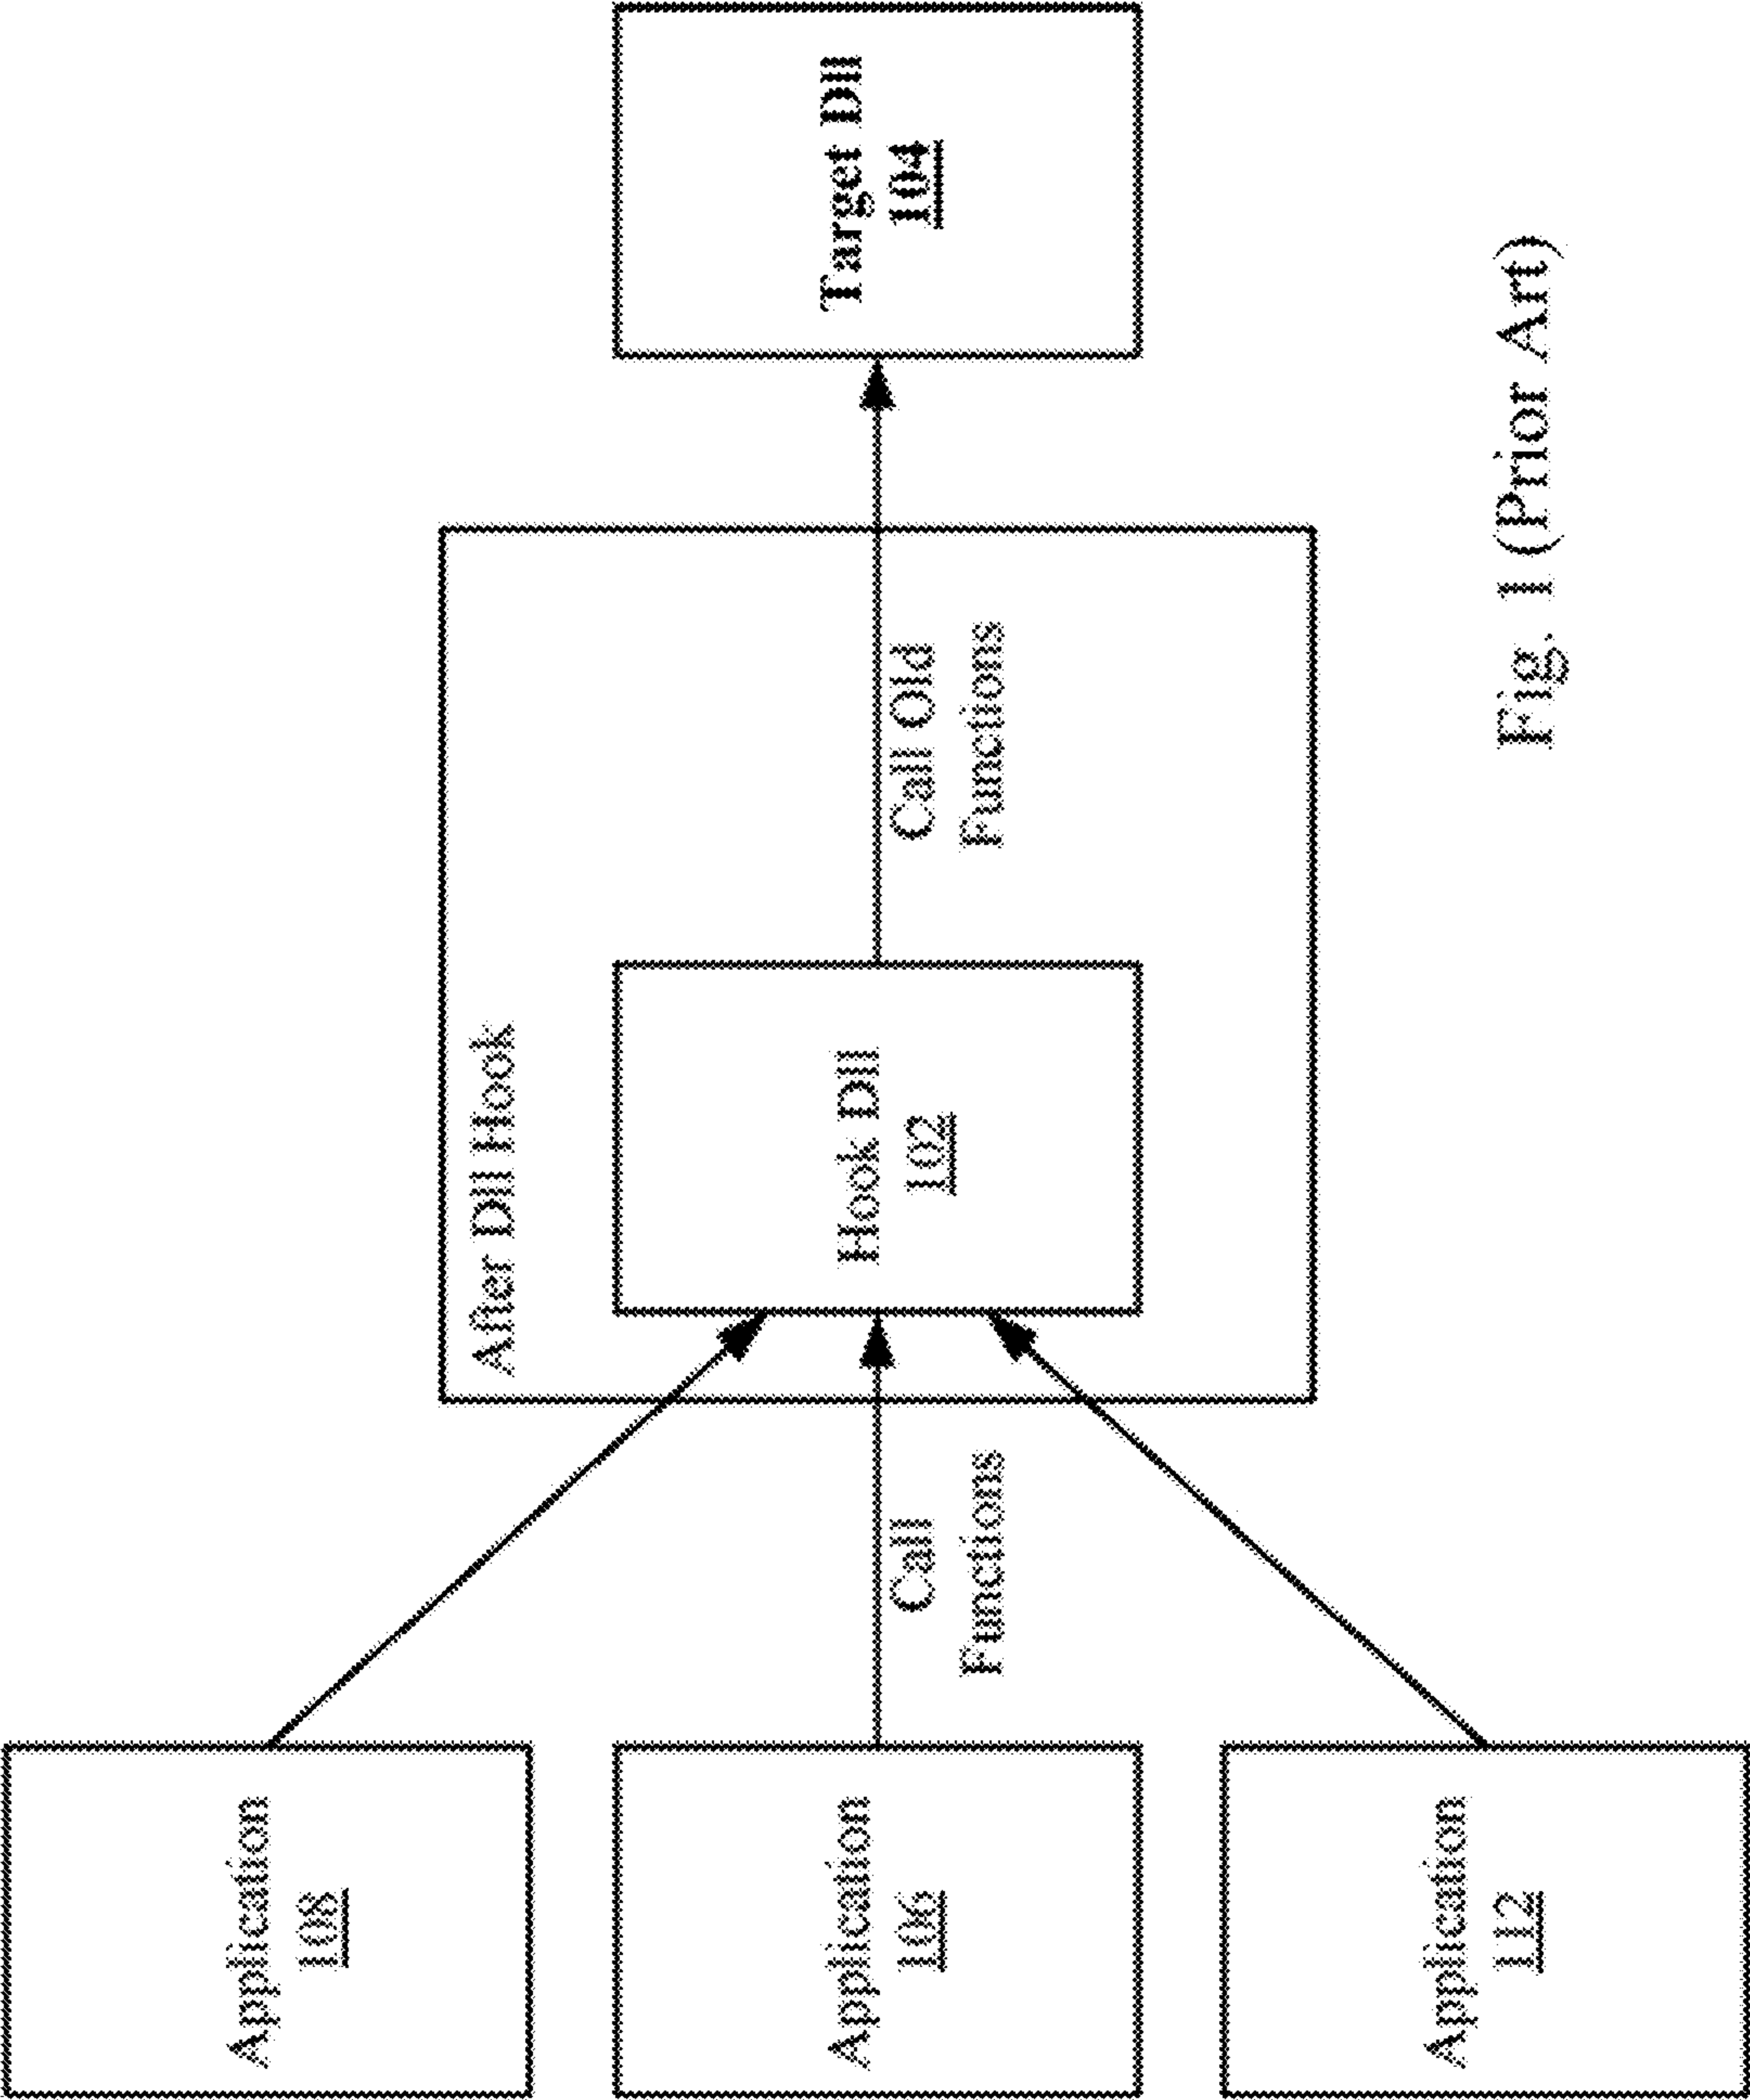 Application
108
Application
106
Application
112
Call
Functions
After Dll Hook
Hook Dll
102
Call Old
Functions
Target Dll
104
Fig. 1 (Prior Art)